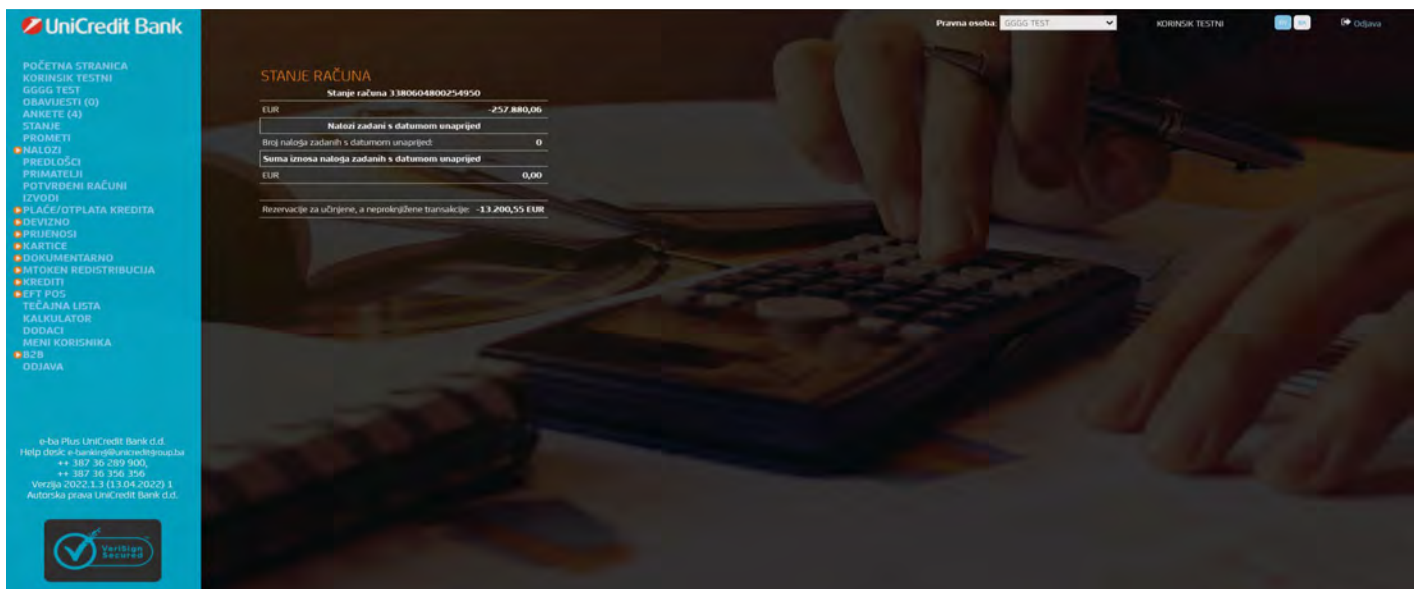 UniCredit Bank
Pravna osoba: GGGG TEST
KORINSIK TESTNI
Odjava
POČETNA STRANICA
KORINSIK TESTNI
GGGG TEST
OBAVIJESTI (0)
ANKETE (4)
STANJE
PROMETI
NALOZI
PREDLOŠCI
PRIMATELJI
POTVRĐENI RAČUNI
IZVODI
PLAĆE/OTPLATA KREDITA
DEVIZNO
PRIJENOSI
KARTICE
DOKUMENTARNO
MTOKEN REDISTRIBUCIJA
KREDITI
EFT POS
TEČAJNA LISTA
KALKULATOR
DODACI
MENI KORISNIKA
B2B
ODJAVA
e-ba Plus UniCredit Bank d.d.
Help desk: e-banking@unicreditgroup.ba
++ 387 36 289 900,
++ 387 36 356 356
Verzija 2022.1.3 (13.04.2022) 1
Autorska prava UniCredit Bank d.d.
VeriSign
Secured
STANJE RAČUNA
Stanje računa 3380604800254950
EUR -257.880,06
Nalozi zadani s datumom unaprijed
Broj naloga zadanih s datumom unaprijed: 0
Suma iznosa naloga zadanih s datumom unaprijed
EUR 0,00
Rezervacije za učinjene, a neproknjižene transakcije: -13.200,55 EUR